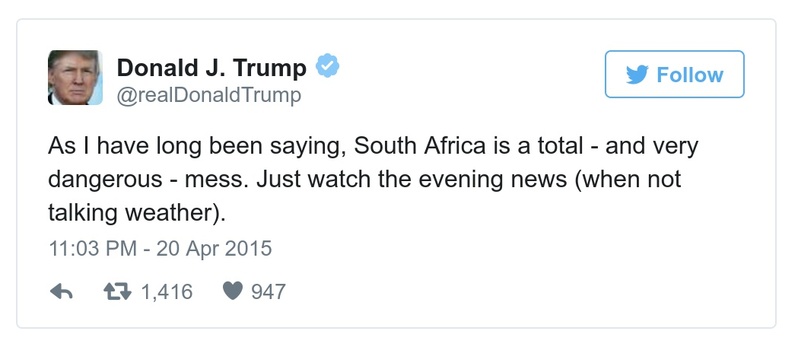 Donald J. Trump
@realDonaldTrump
Follow
As I have long been saying, South Africa is a total - and very
dangerous - mess. Just watch the evening news (when not
talking weather).
11:03 PM - 20 Apr 2015
1,416 947